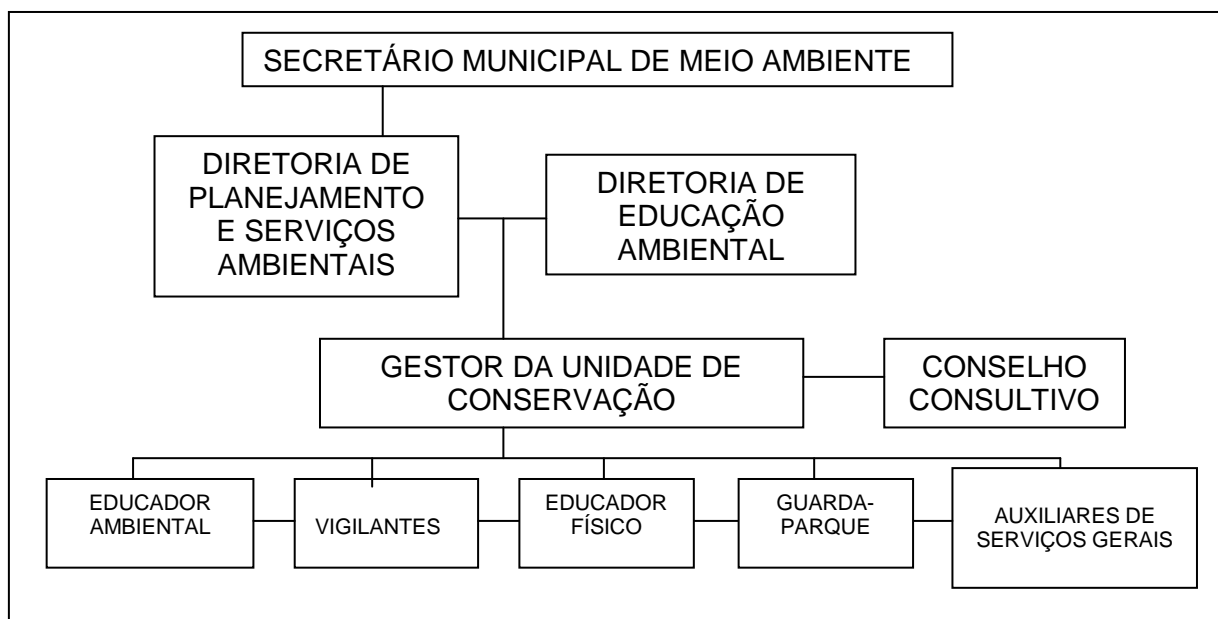 SECRETÁRIO MUNICIPAL DE MEIO AMBIENTE
DIRETORIA DE
PLANEJAMENTO
E SERVIÇOS
AMBIENTAIS
DIRETORIA DE
EDUCAÇÃO
AMBIENTAL
GESTOR DA UNIDADE DE
CONSERVAÇÃO
CONSELHO
CONSULTIVO
EDUCADOR
AMBIENTAL
VIGILANTES
EDUCADOR
FÍSICO
GUARDA-
PARQUE
AUXILIARES DE
SERVIÇOS GERAIS